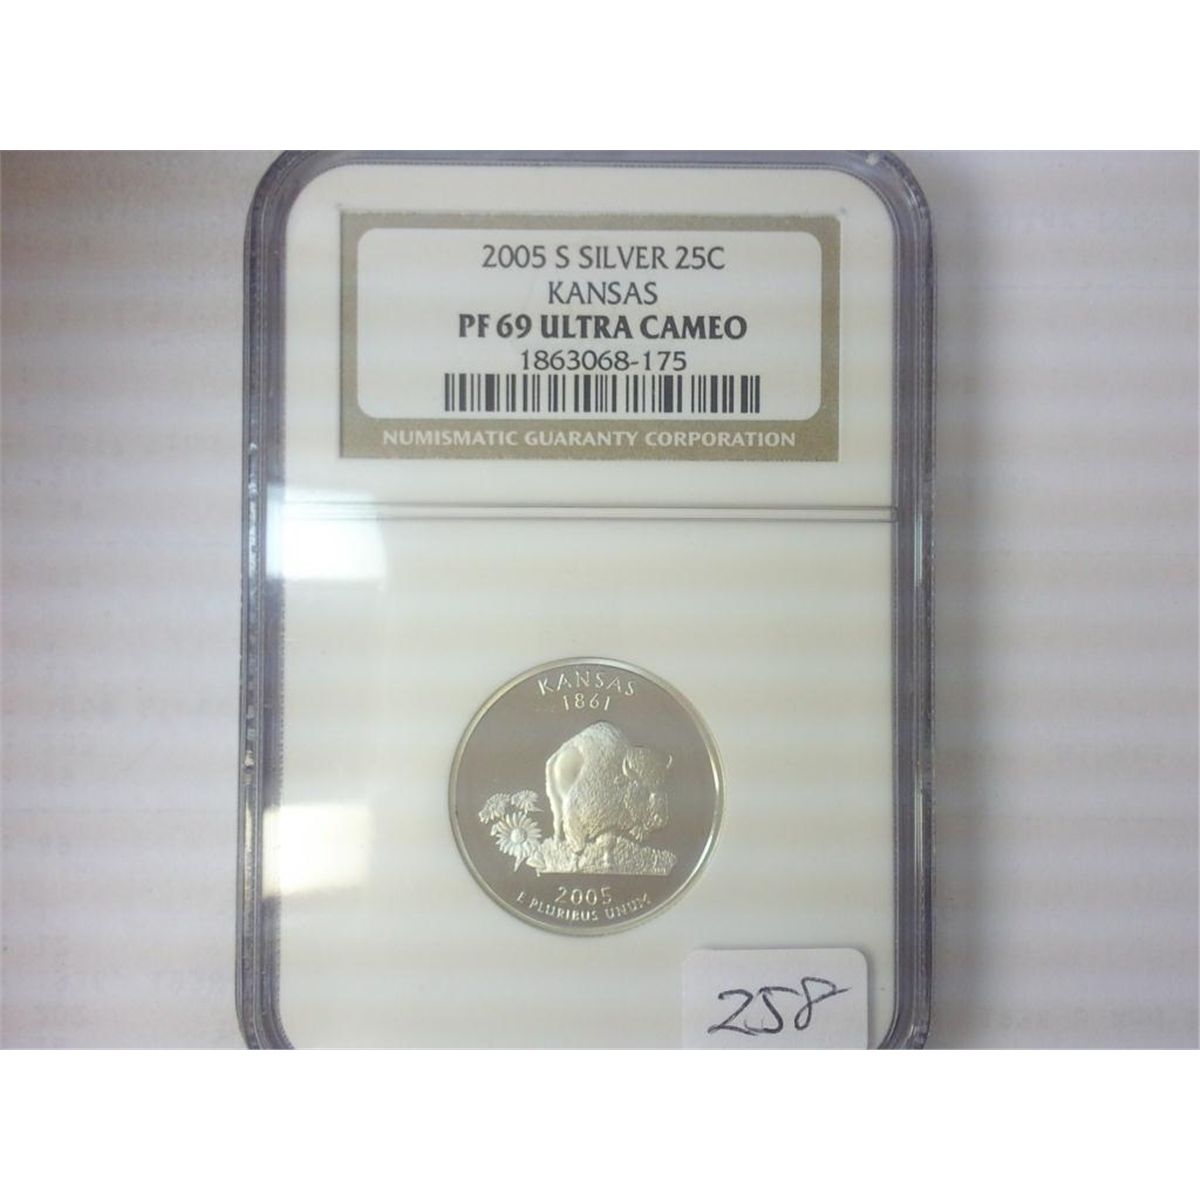 2005 S SILVER 25C
KANSAS
PF 69 ULTRA CAMEO
1863068-175
NUMISMATIC GUARANTY CORPORATION
KANSAS
1861
2005
E PLURIBUS UNUM
258